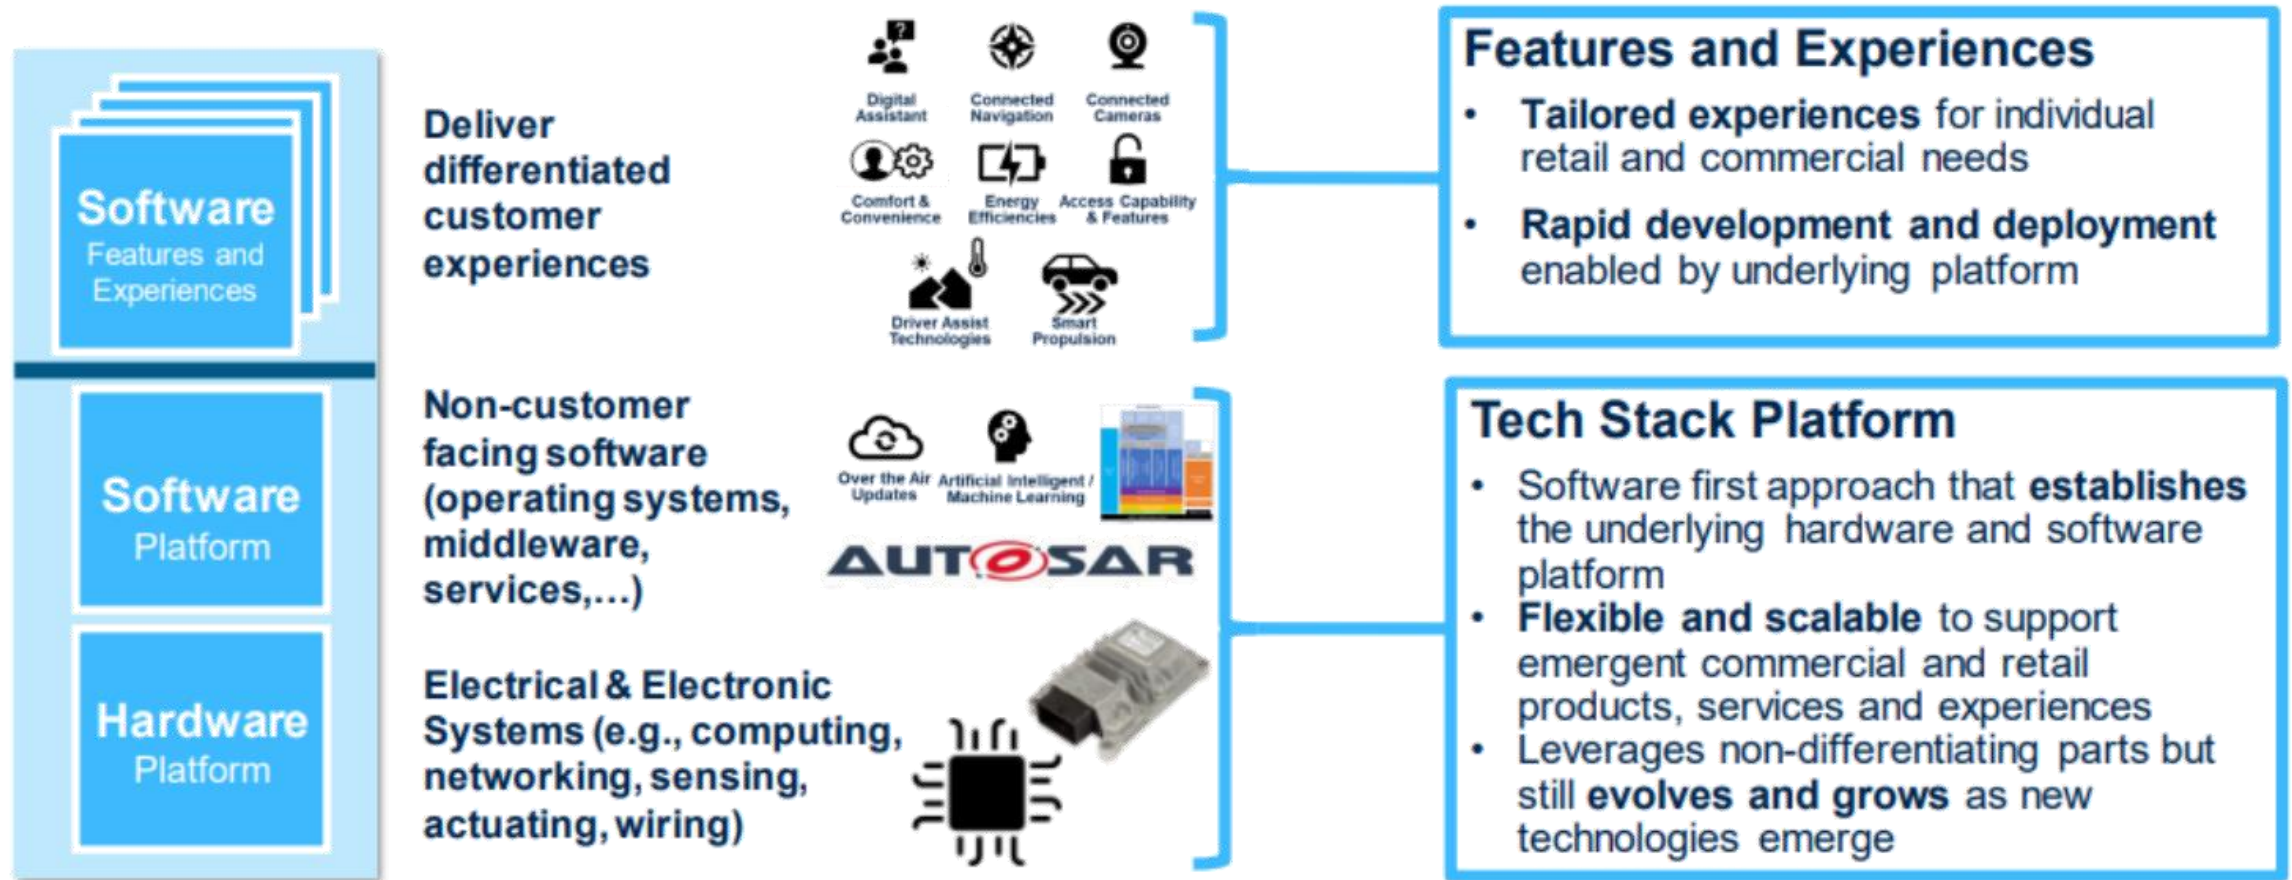 Software
Features and
Experiences
Software
Platform
Hardware
Platform
Deliver
differentiated
customer
experiences
Non-customer
facing software
(operating systems,
middleware,
services,...)
Electrical & Electronic
Systems (e.g., computing,
networking, sensing,
actuating, wiring)
Digital
Assistant
Connected
Navigation
Connected
Cameras
Comfort &
Convenience
Energy
Efficiencies
Access Capability
& Features
Driver Assist
Technologies
Smart
Propulsion
Over the Air
Updates
Artificial Intelligent /
Machine Learning
AUTOSAR
Features and Experiences
• Tailored experiences for individual
retail and commercial needs
• Rapid development and deployment
enabled by underlying platform
Tech Stack Platform
• Software first approach that establishes
the underlying hardware and software
platform
• Flexible and scalable to support
emergent commercial and retail
products, services and experiences
• Leverages non-differentiating parts but
still evolves and grows as new
technologies emerge